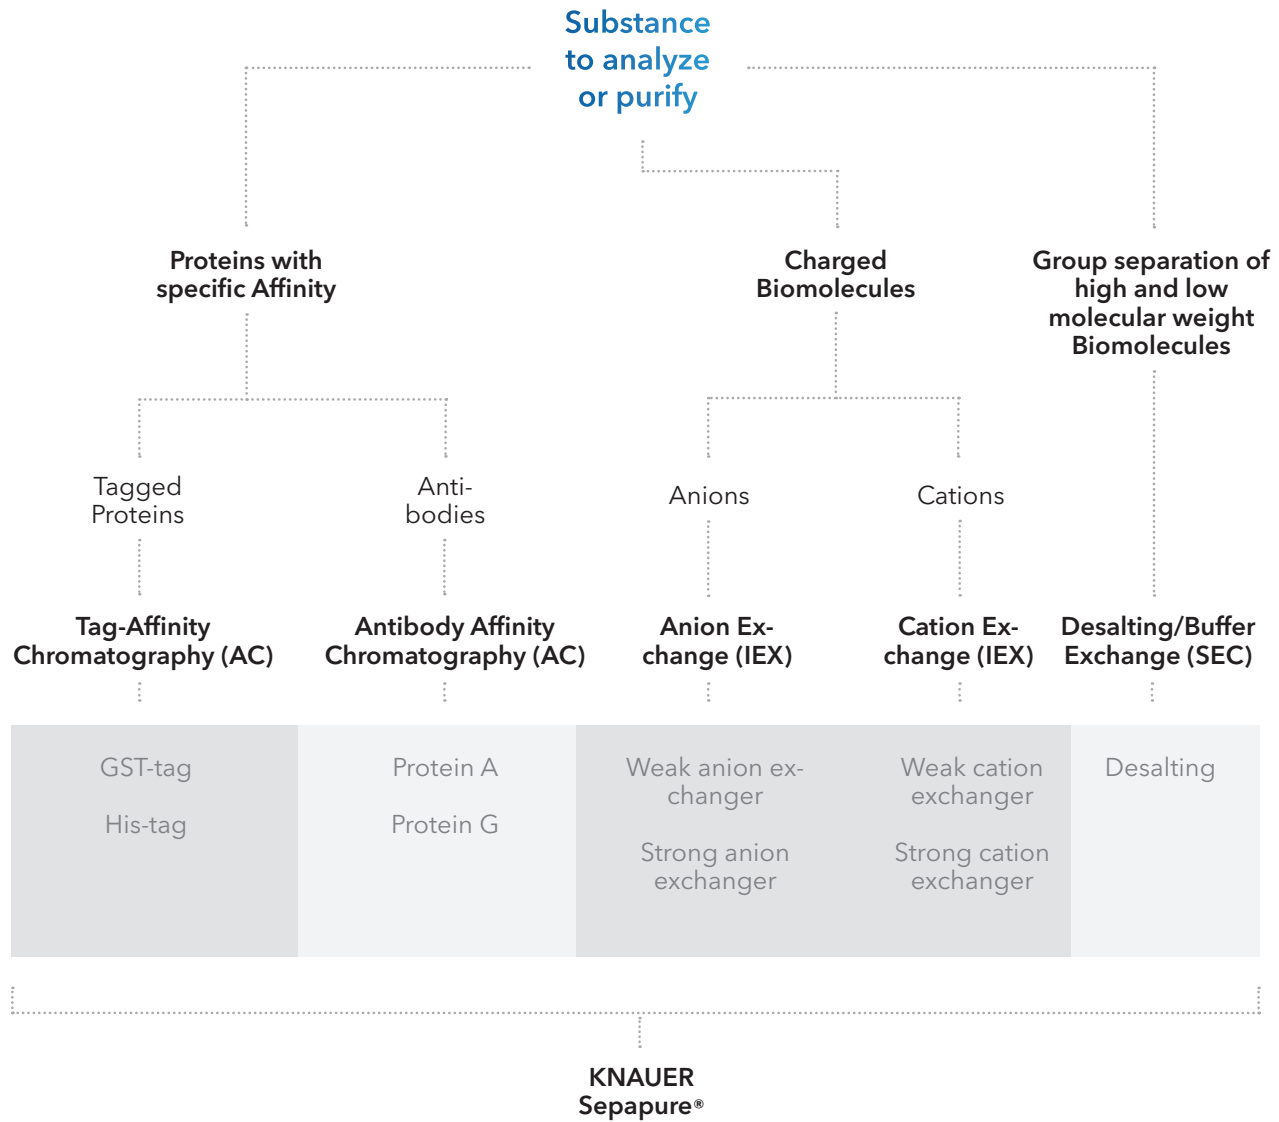 Substance
to analyze
or purify
Proteins with
specific Affinity
Charged
Biomolecules
Group separation of
high and low
molecular weight
Biomolecules
Tagged
Proteins
Anti-
bodies
Anions
Cations
Tag-Affinity
Chromatography (AC)
Antibody Affinity
Chromatography (AC)
Anion Ex-
change (IEX)
Cation Ex-
change (IEX)
Desalting/Buffer
Exchange (SEC)
GST-tag
His-tag
Protein A
Protein G
Weak anion ex-
changer
Strong anion
exchanger
Weak cation
exchanger
Strong cation
exchanger
Desalting
KNAUER
Sepapure®